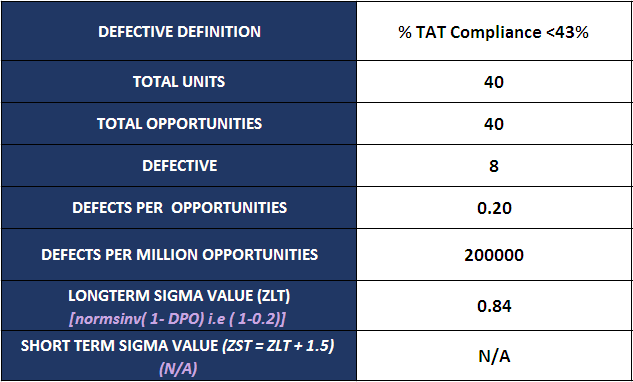 DEFECTIVE DEFINITION
% TAT Compliance <43%
TOTAL UNITS
40
TOTAL OPPORTUNITIES
40
DEFECTIVE
8
DEFECTS PER OPPORTUNITIES
0.20
DEFECTS PER MILLION OPPORTUNITIES
200000
LONGTERM SIGMA VALUE (ZLT)
[normsinv( 1- DPO) i.e ( 1-0.2)]
0.84
SHORT TERM SIGMA VALUE (ZST = ZLT + 1.5)
(N/A)
N/A